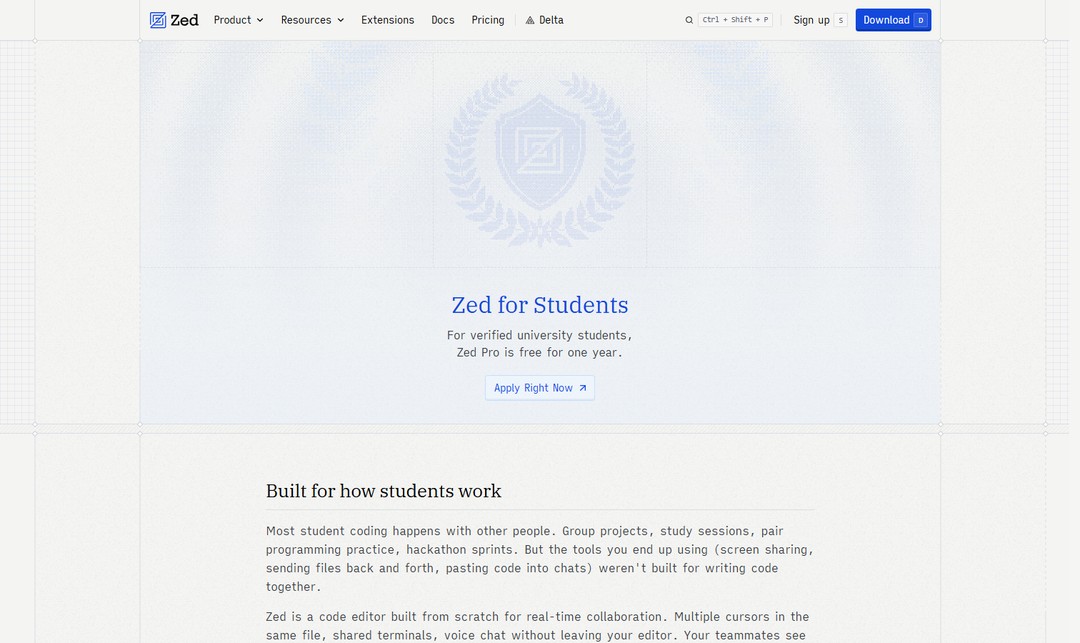 Zed
Product
Resources
Extensions
Docs
Pricing
Delta
Ctrl + Shift + P
Sign up S
Download D
Zed for Students
For verified university students,
Zed Pro is free for one year.
Apply Right Now
Built for how students work
Most student coding happens with other people. Group projects, study sessions, pair
programming practice, hackathon sprints. But the tools you end up using (screen sharing,
sending files back and forth, pasting code into chats) weren't built for writing code
together.
Zed is a code editor built from scratch for real-time collaboration. Multiple cursors in the
same file, shared terminals, voice chat without leaving your editor. Your teammates see